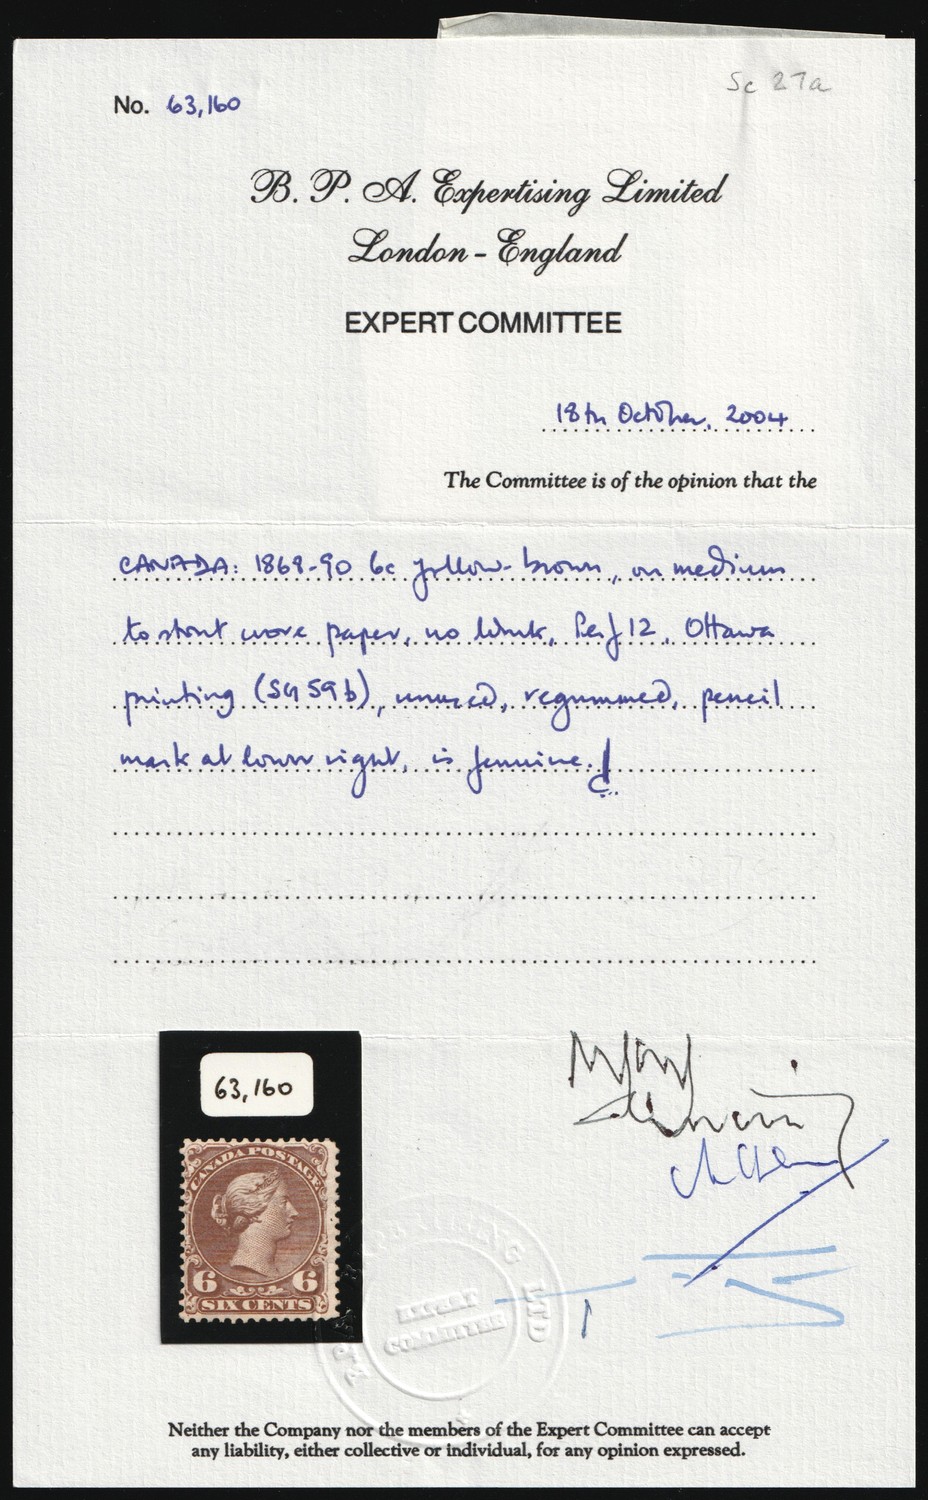 Sc 27a
No. 63,160
B. P. A. Expertising Limited
London - England
EXPERT COMMITTEE
18th October, 2004
The Committee is of the opinion that the
CANADA: 1868-90 6c yellow-brown, on medium
to stout wove paper, no Wmk, Perf 12, Ottawa
printing (SG 59b), unused, regummed, pencil
mark at lower right, is genuine.
63,160
CANADA POSTAGE
6 6
SIX CENTS
EXPERTISING LTD
EXPERT
COMMITTEE
Neither the Company nor the members of the Expert Committee can accept
any liability, either collective or individual, for any opinion expressed.